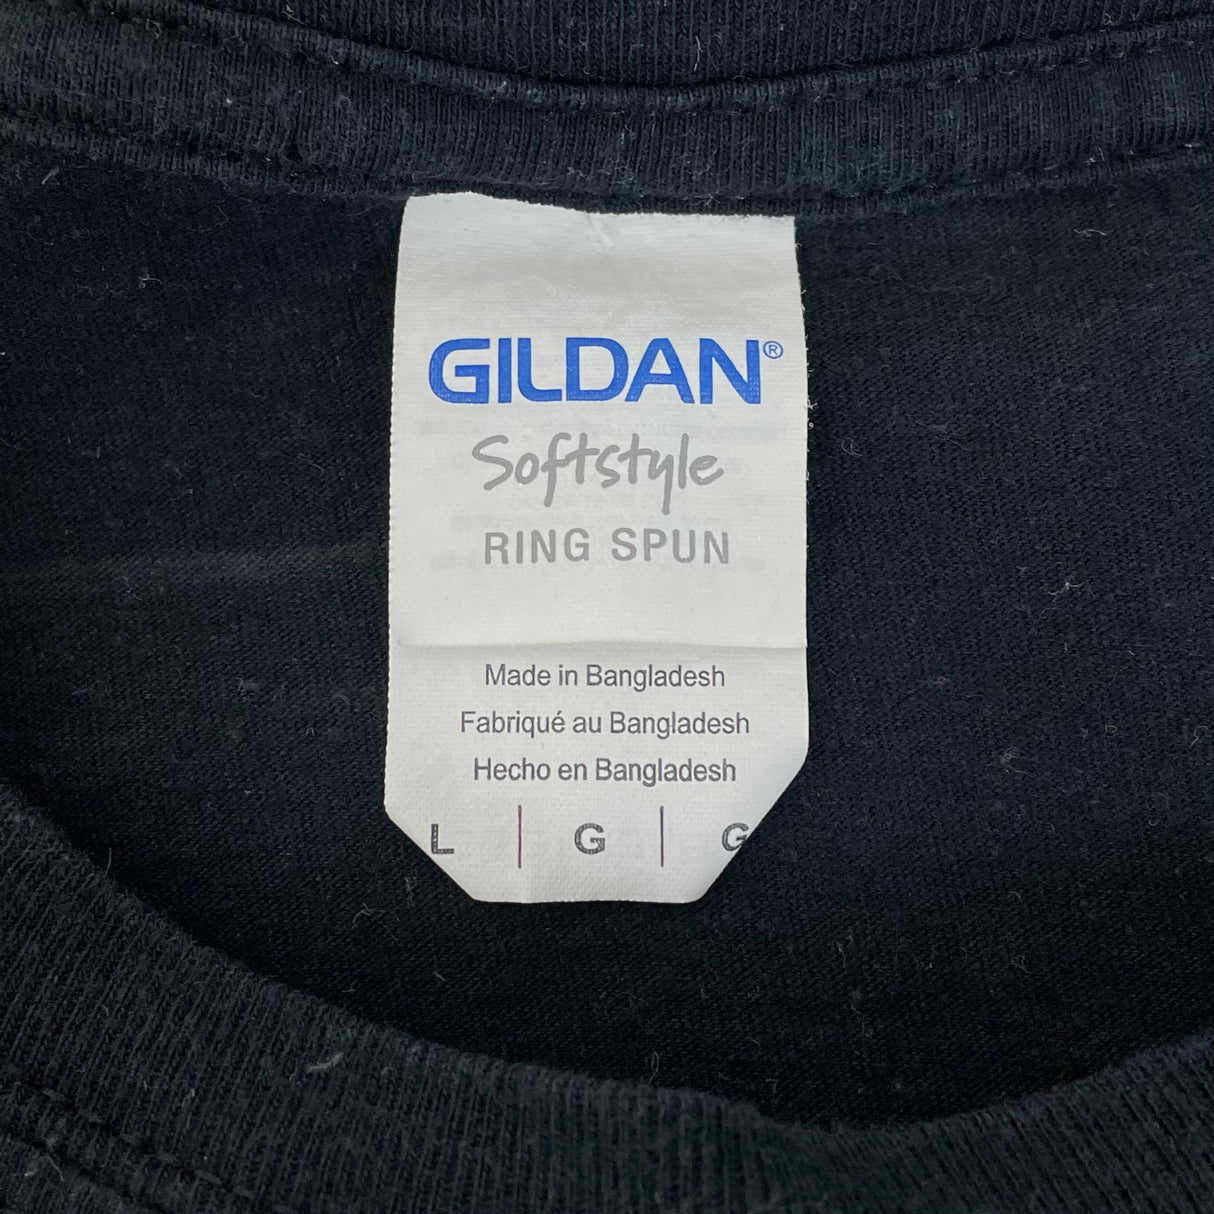 GILDAN®
Softstyle
RING SPUN
Made in Bangladesh
Fabriqué au Bangladesh
Hecho en Bangladesh
L | G | G